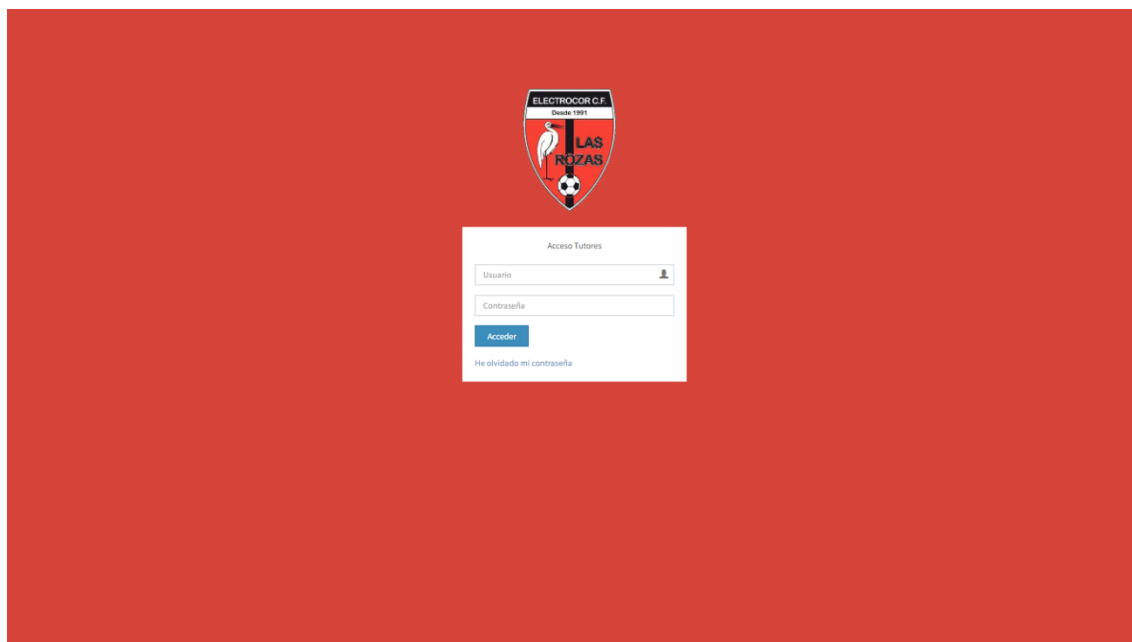 ELECTROCOR C.F.
Desde 1991
LAS
ROZAS
Acceso Tutores
Usuario
Contraseña
Acceder
He olvidado mi contraseña